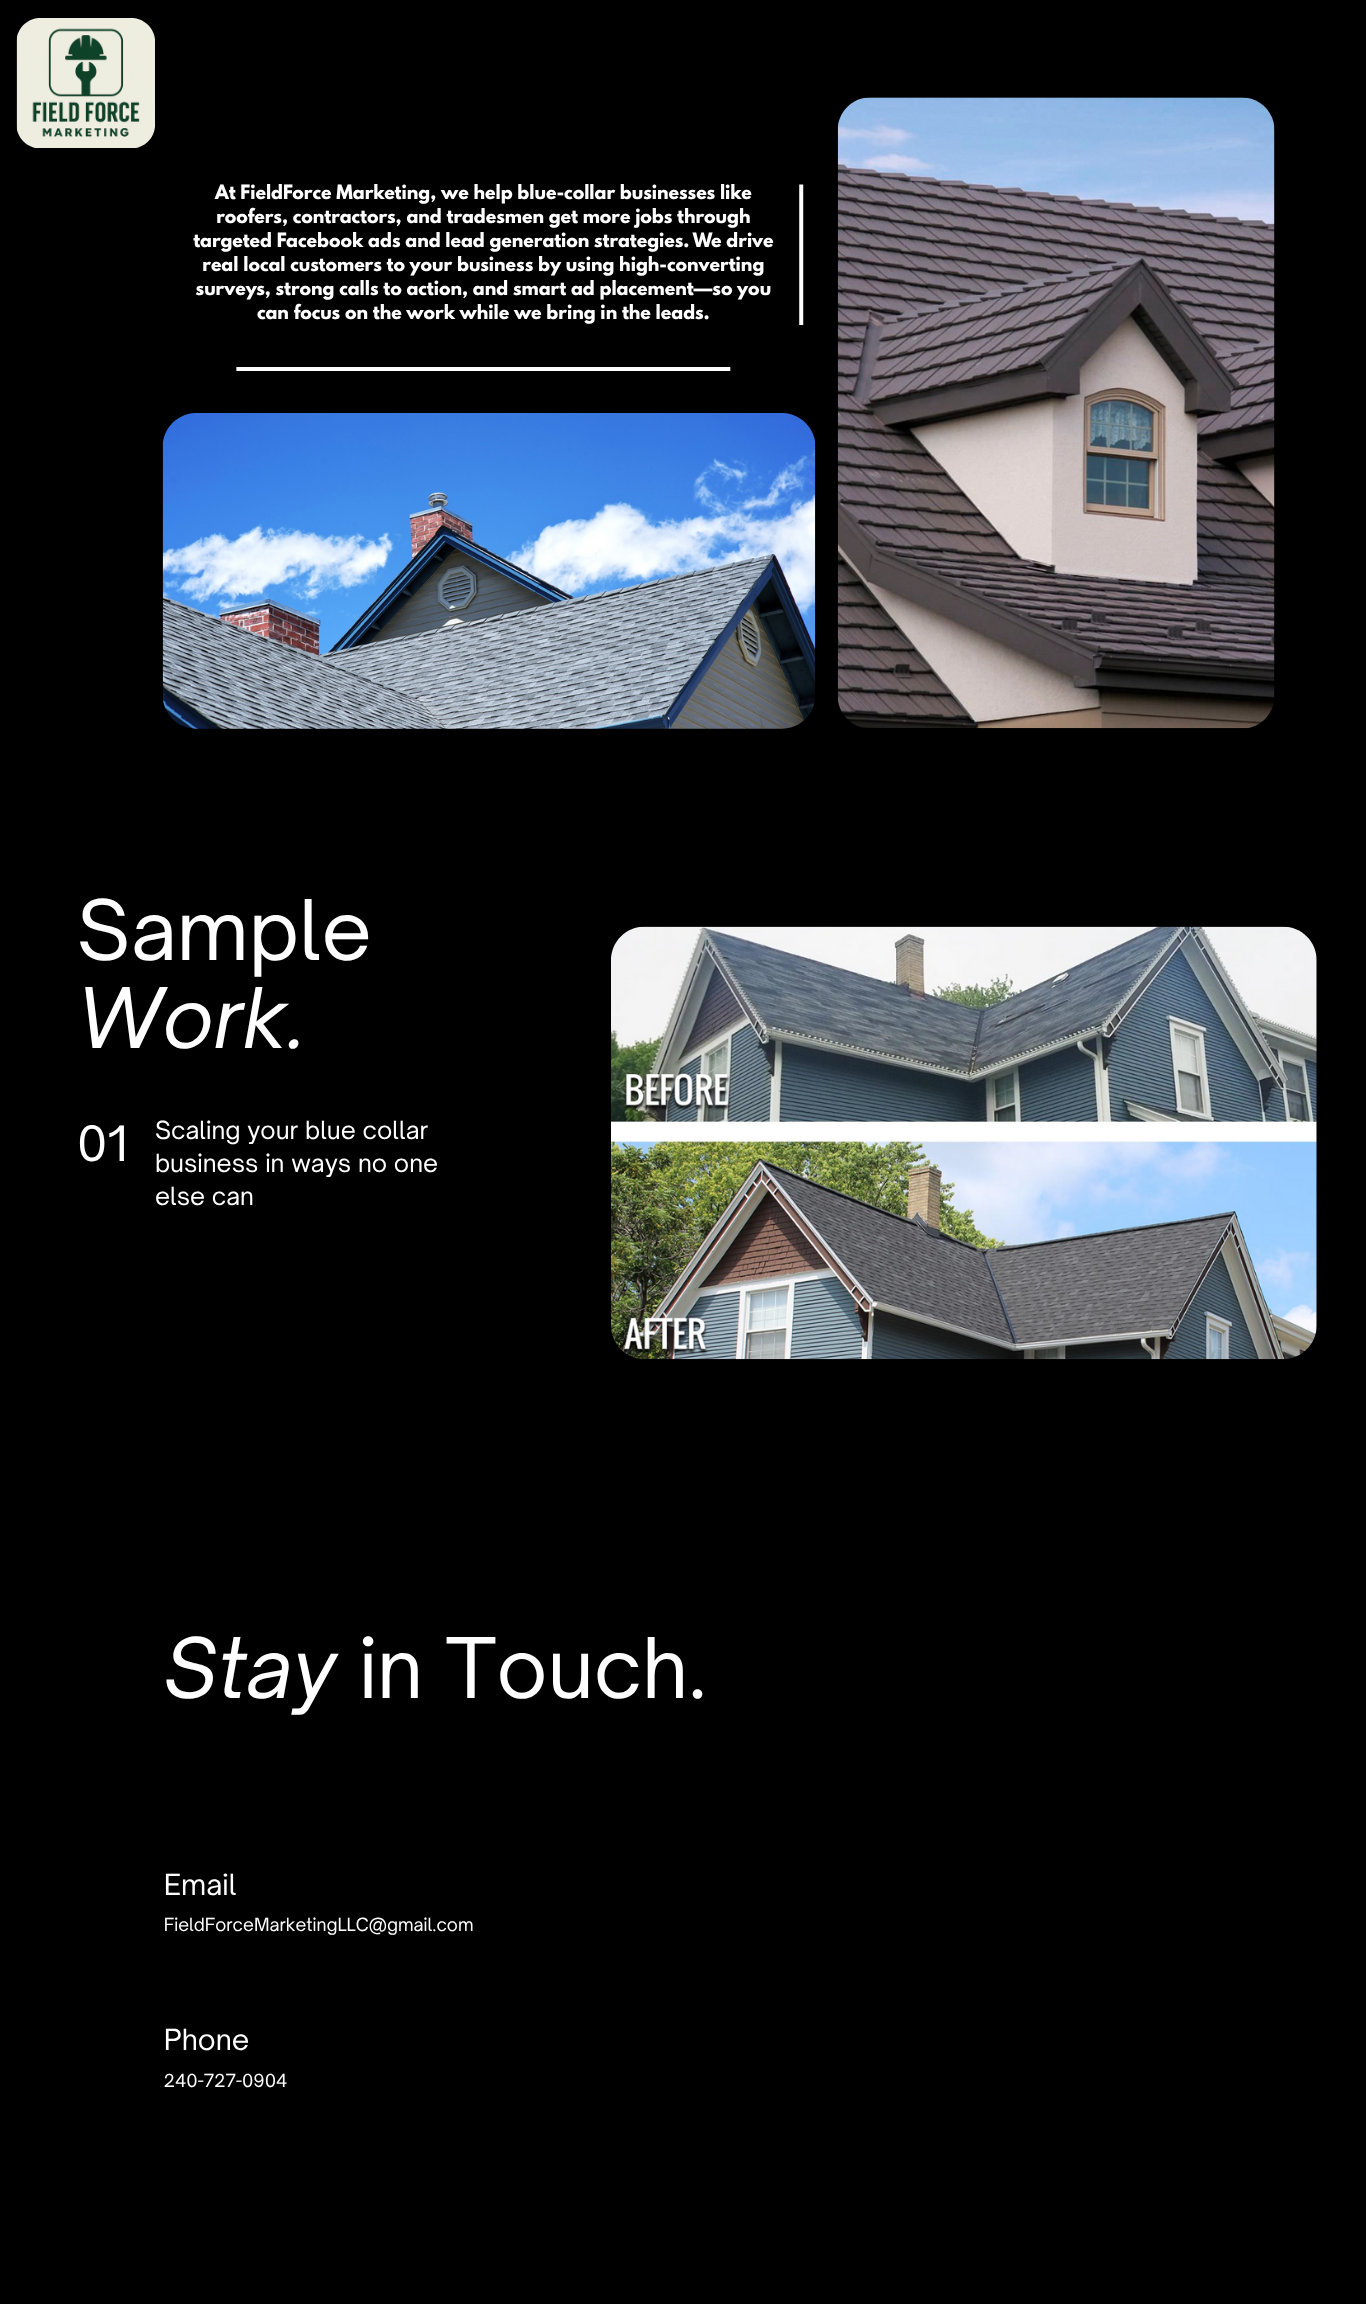 FIELD FORCE
MARKETING
At FieldForce Marketing, we help blue-collar businesses like
roofers, contractors, and tradesmen get more jobs through
targeted Facebook ads and lead generation strategies. We drive
real local customers to your business by using high-converting
surveys, strong calls to action, and smart ad placement—so you
can focus on the work while we bring in the leads.
Sample
Work.
01
Scaling your blue collar
business in ways no one
else can
BEFORE
AFTER
Stay in Touch.
Email
FieldForceMarketingLLC@gmail.com
Phone
240-727-0904